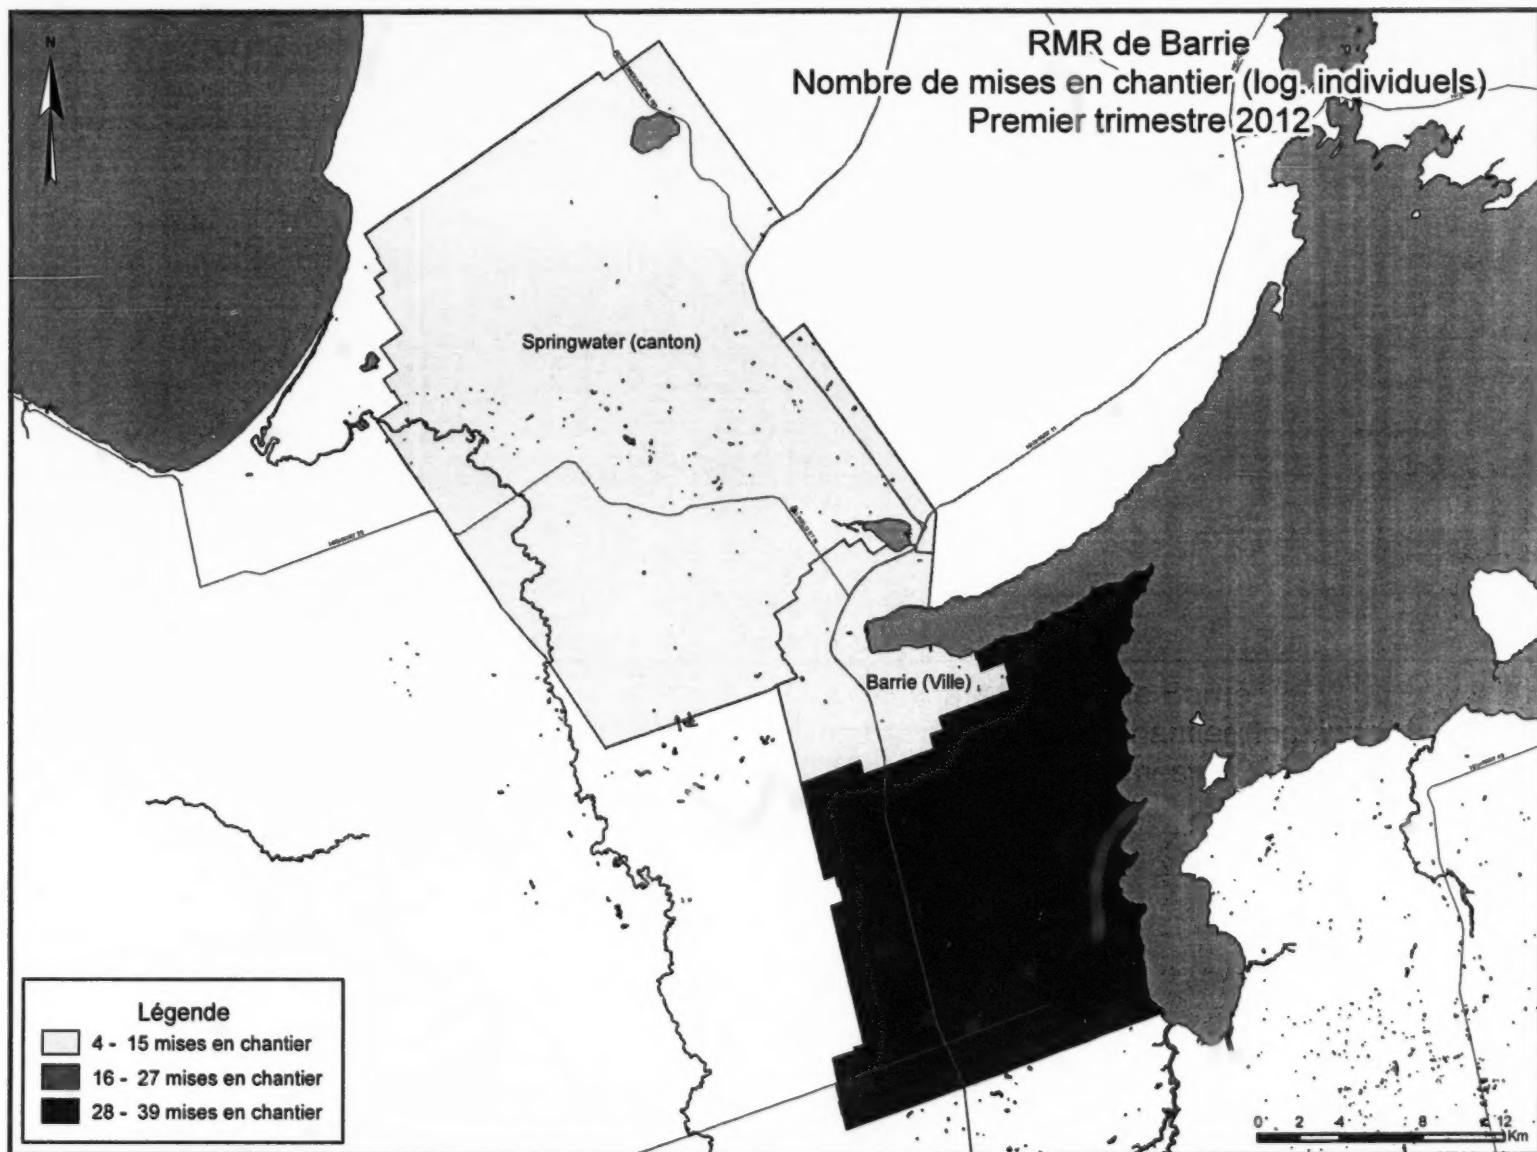 N
RMR de Barrie
Nombre de mises en chantier (log. individuels)
Premier trimestre 2012
Springwater (canton)
Barrie (Ville)
Légende
4 - 15 mises en chantier
16 - 27 mises en chantier
28 - 39 mises en chantier
0 2 4 8 12
Km